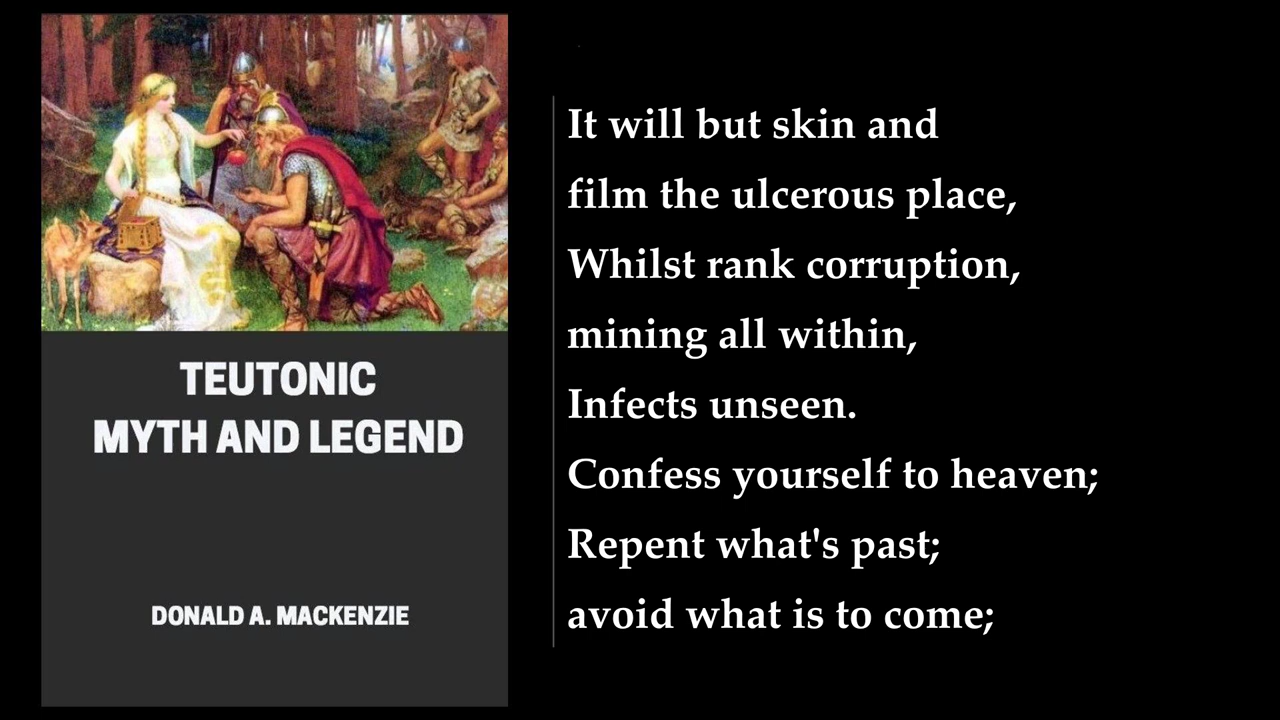 TEUTONIC
MYTH AND LEGEND
DONALD A. MACKENZIE
It will but skin and
film the ulcerous place,
Whilst rank corruption,
mining all within,
Infects unseen.
Confess yourself to heaven;
Repent what's past;
avoid what is to come;